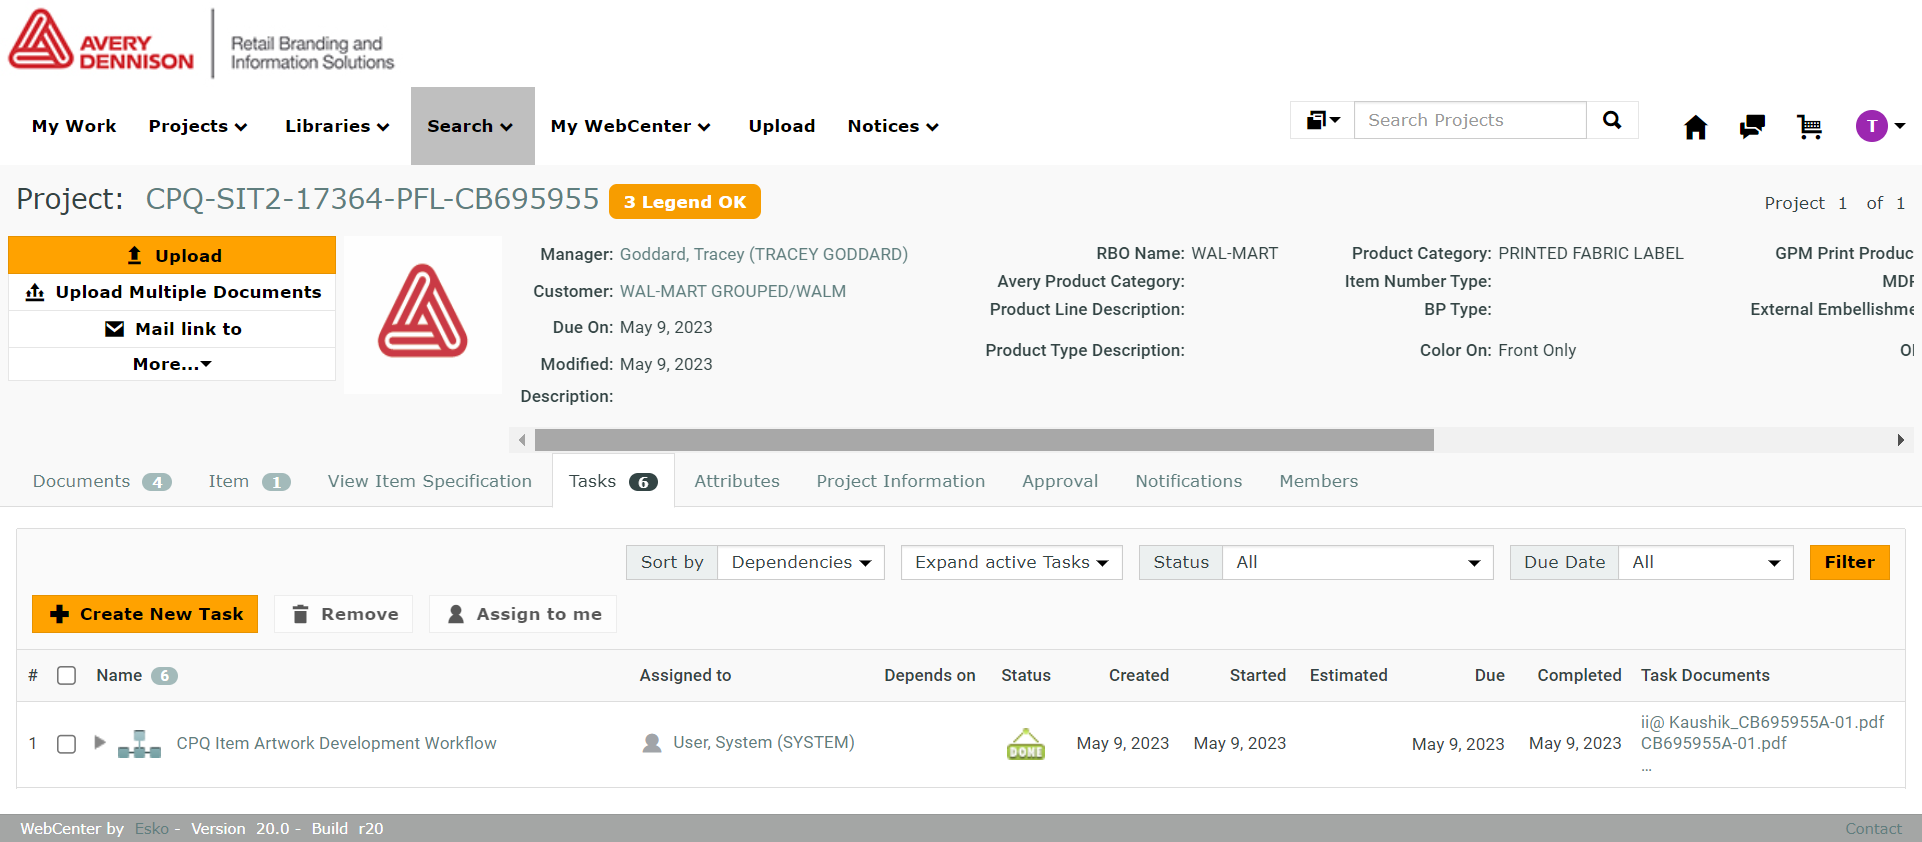 AVERY
DENNISON
Retail Branding and
Information Solutions
My Work Projects Libraries Search My WebCenter Upload Notices
Search Projects
T
Project: CPQ-SIT2-17364-PFL-CB695955 3 Legend OK
Project 1 of 1
Upload
Upload Multiple Documents
Mail link to
More...
Manager: Goddard, Tracey (TRACEY GODDARD)
Customer: WAL-MART GROUPED/WALM
Due On: May 9, 2023
Modified: May 9, 2023
Description:
RBO Name: WAL-MART
Avery Product Category:
Product Line Description:
Product Type Description:
Product Category: PRINTED FABRIC LABEL
Item Number Type:
BP Type:
Color On: Front Only
GPM Print Produc
External Embellishme
Documents 4 Item 1 View Item Specification Tasks 6 Attributes Project Information Approval Notifications Members
Sort by Dependencies Expand active Tasks Status All Due Date All Filter
Create New Task Remove Assign to me
# Name 6 Assigned to Depends on Status Created Started Estimated Due Completed Task Documents
1 CPQ Item Artwork Development Workflow User, System (SYSTEM) DONE May 9, 2023 May 9, 2023 May 9, 2023 May 9, 2023 ii@ Kaushik_CB695955A-01.pdf
CB695955A-01.pdf
...
WebCenter by Esko - Version 20.0 - Build r20 Contact